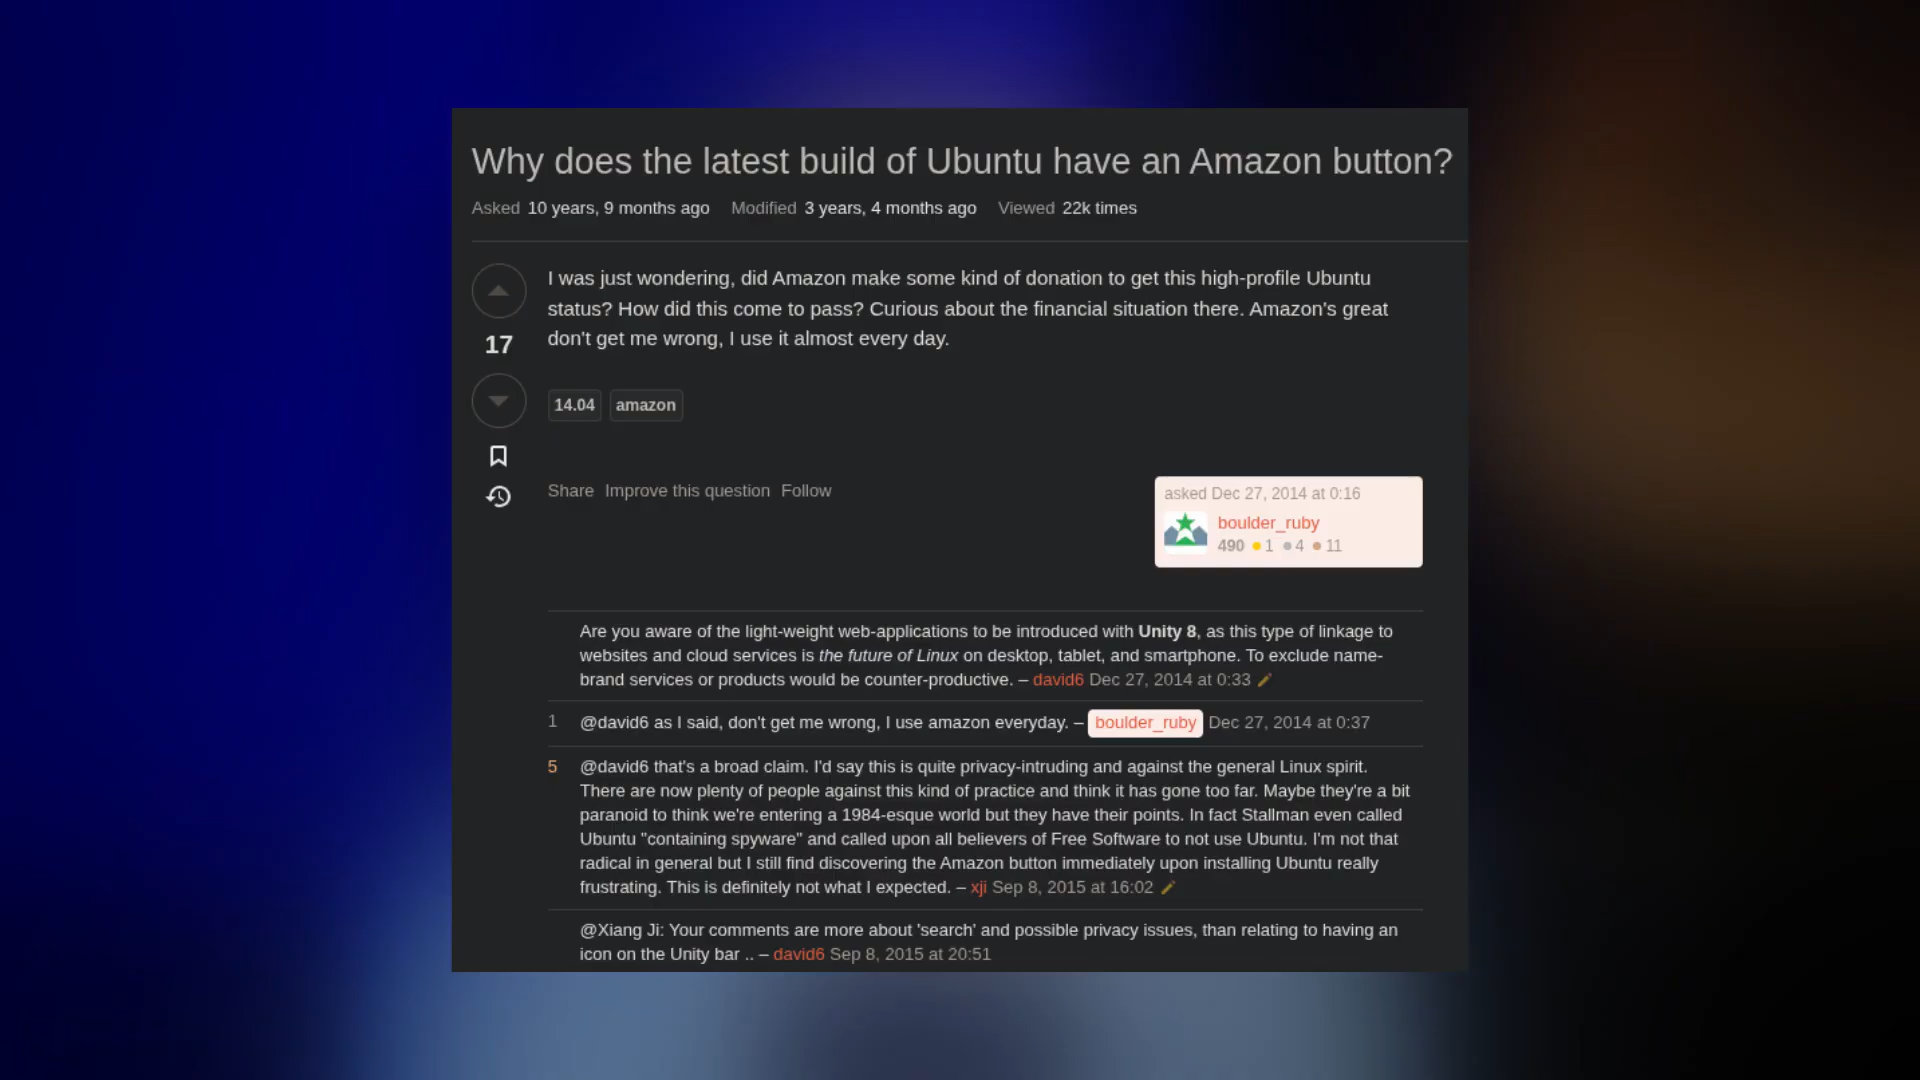 Why does the latest build of Ubuntu have an Amazon button?
Asked 10 years, 9 months ago Modified 3 years, 4 months ago Viewed 22k times
I was just wondering, did Amazon make some kind of donation to get this high-profile Ubuntu
status? How did this come to pass? Curious about the financial situation there. Amazon's great
don't get me wrong, I use it almost every day.
17
14.04 amazon
Share Improve this question Follow
asked Dec 27, 2014 at 0:16
boulder_ruby
490 1 4 11
Are you aware of the light-weight web-applications to be introduced with Unity 8, as this type of linkage to
websites and cloud services is the future of Linux on desktop, tablet, and smartphone. To exclude name-
brand services or products would be counter-productive. – david6 Dec 27, 2014 at 0:33
1 @david6 as I said, don't get me wrong, I use amazon everyday. – boulder_ruby Dec 27, 2014 at 0:37
5 @david6 that's a broad claim. I'd say this is quite privacy-intruding and against the general Linux spirit.
There are now plenty of people against this kind of practice and think it has gone too far. Maybe they're a bit
paranoid to think we're entering a 1984-esque world but they have their points. In fact Stallman even called
Ubuntu "containing spyware" and called upon all believers of Free Software to not use Ubuntu. I'm not that
radical in general but I still find discovering the Amazon button immediately upon installing Ubuntu really
frustrating. This is definitely not what I expected. – xji Sep 8, 2015 at 16:02
@Xiang Ji: Your comments are more about 'search' and possible privacy issues, than relating to having an
icon on the Unity bar .. – david6 Sep 8, 2015 at 20:51